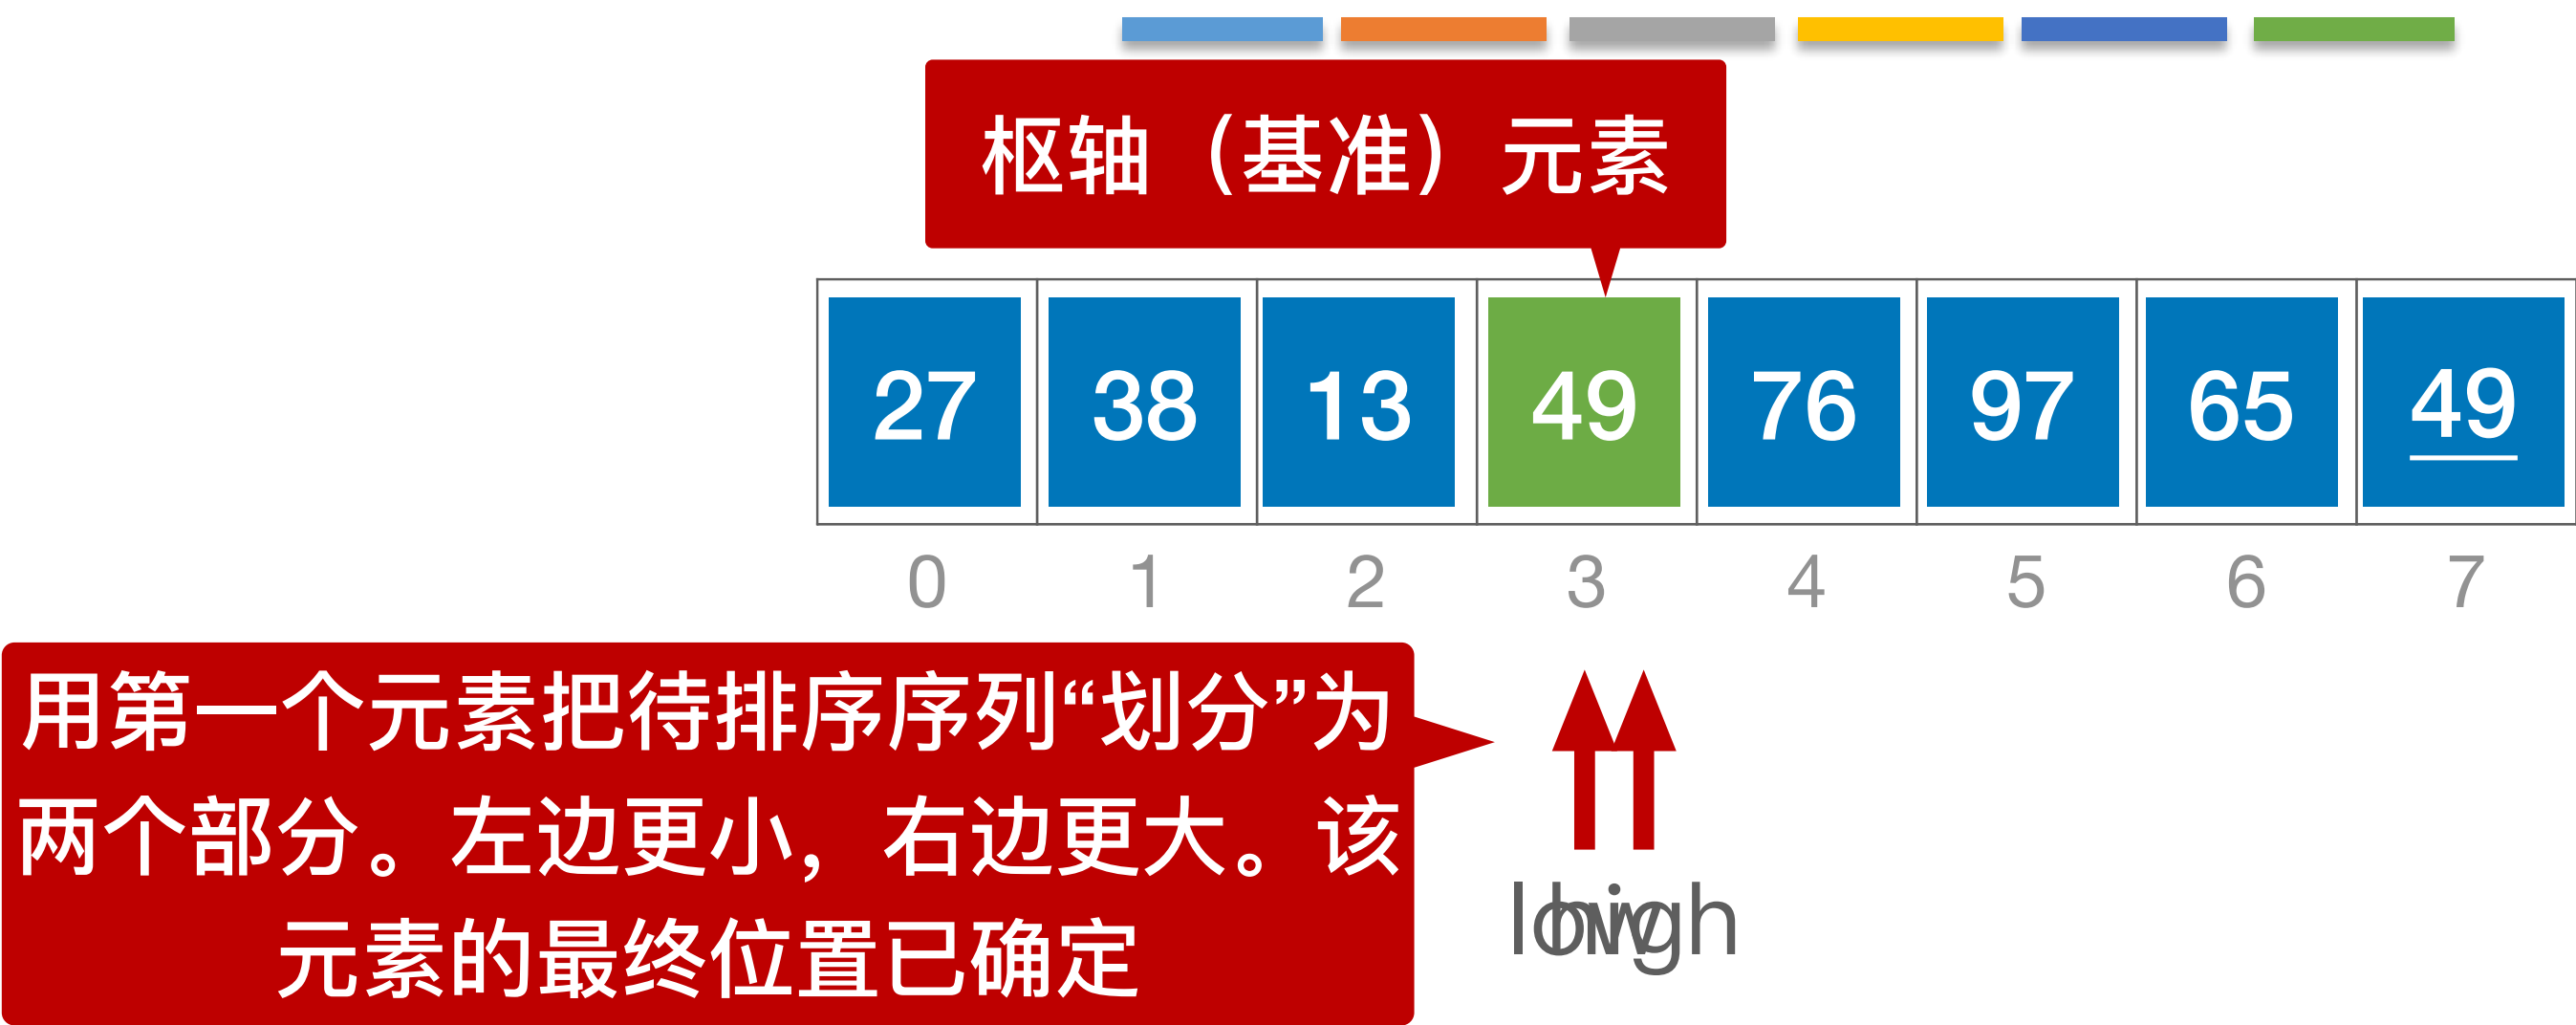 枢轴（基准）元素
27 38 13 49 76 97 65 49
0 1 2 3 4 5 6 7
用第一个元素把待排序序列“划分”为
两个部分。左边更小，右边更大。该
元素的最终位置已确定
low high